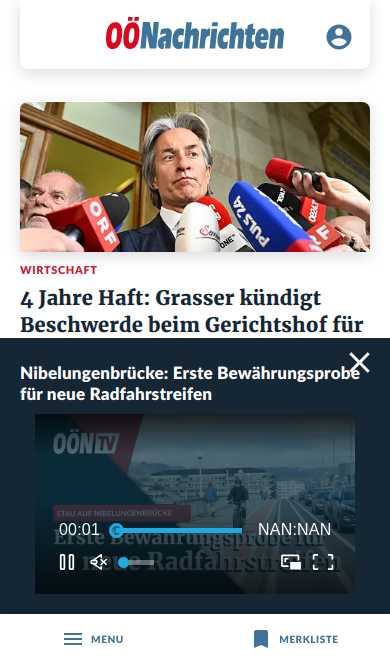 OÖNachrichten
ORF
PULS 24
ONE
WIRTSCHAFT
4 Jahre Haft: Grasser kündigt
Beschwerde beim Gerichtshof für
Nibelungenbrücke: Erste Bewährungsprobe
für neue Radfahrstreifen
OÖN TV
STAU AUF NIBELUNGENBRÜCKE
00:01
NAN:NAN
Erste Bewährungsprobe für
neue Radfahrstreifen
MENU
MERKLISTE